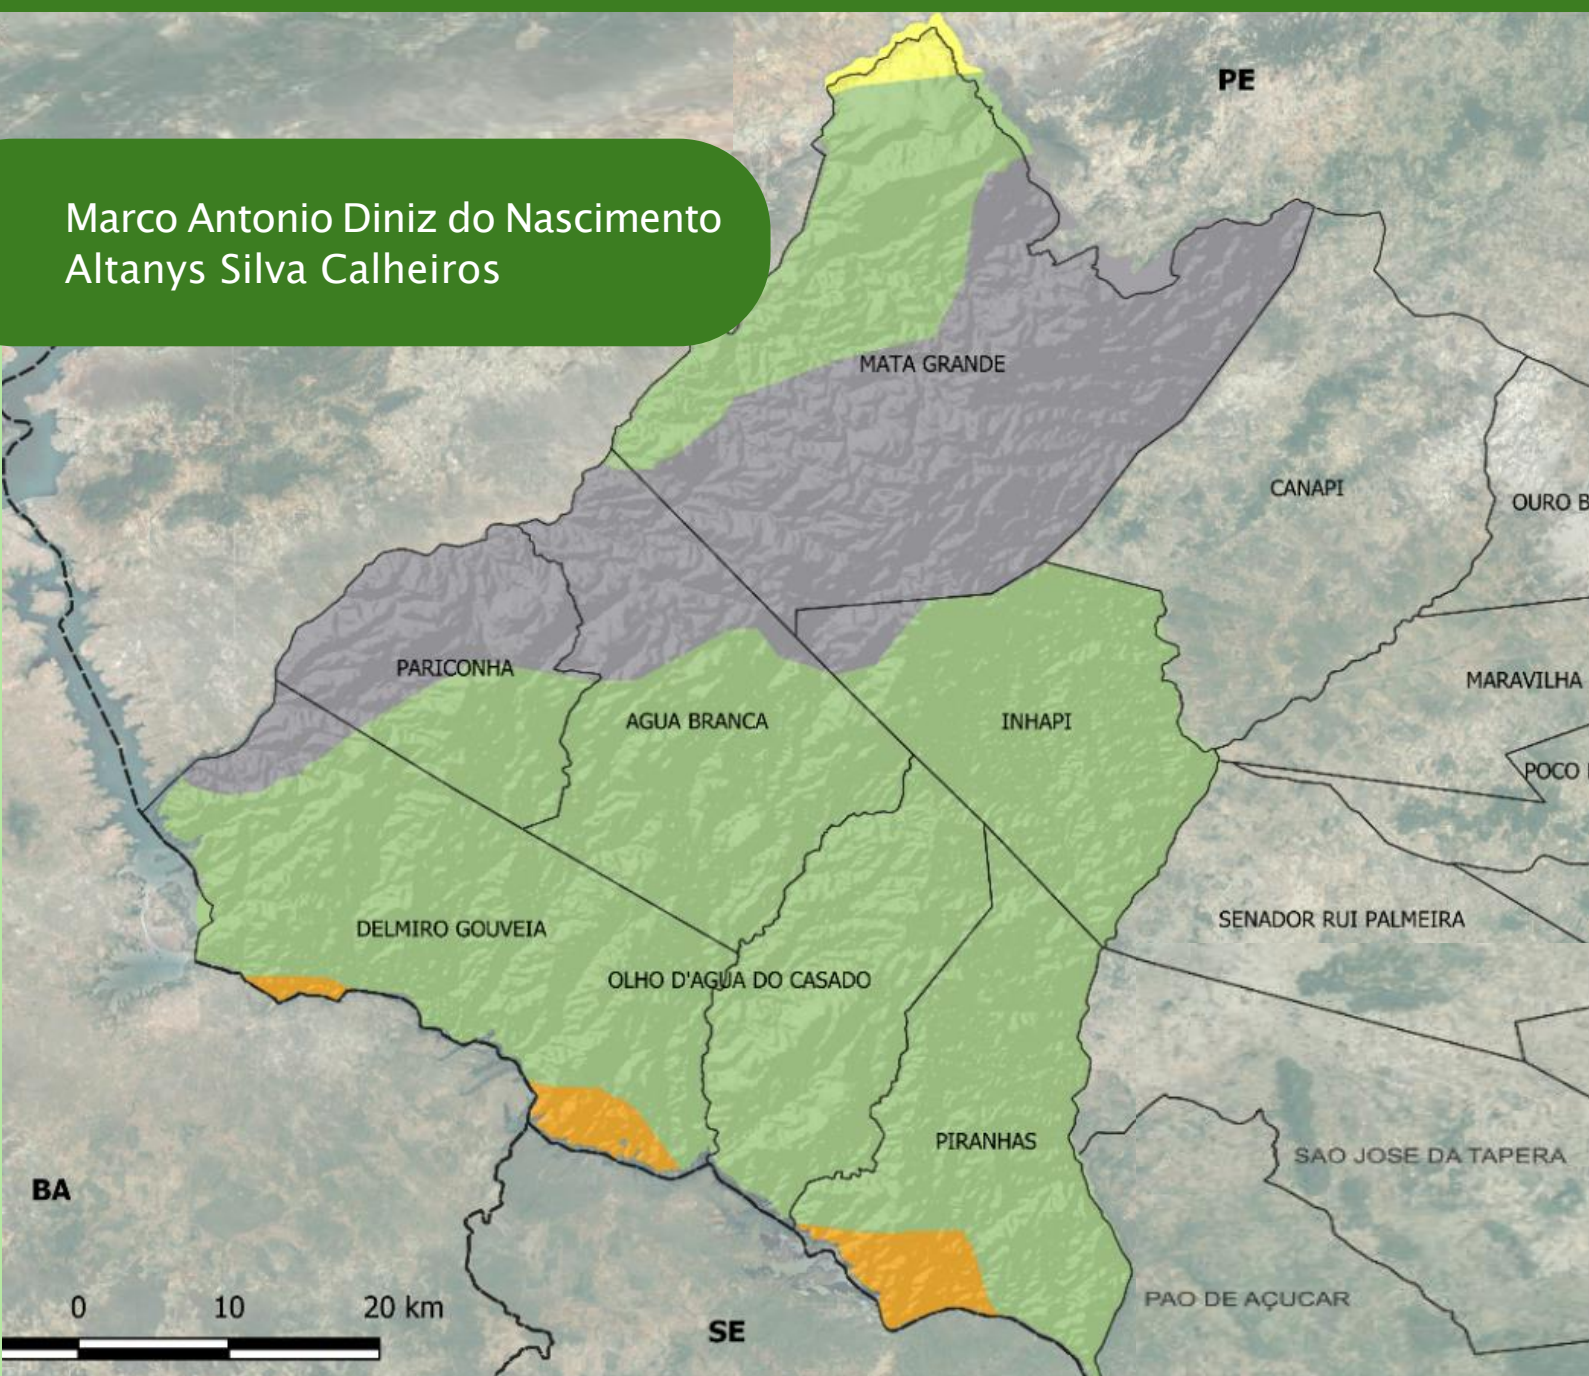 PE
Marco Antonio Diniz do Nascimento
Altanys Silva Calheiros
MATA GRANDE
CANAPI
OURO B
PARICONHA
MARAVILHA
AGUA BRANCA
INHAPI
POCO
DELMIRO GOUVEIA
SENADOR RUI PALMEIRA
OLHO D'AGUA DO CASADO
PIRANHAS
SAO JOSE DA TAPERA
BA
PAO DE AÇUCAR
0 10 20 km
SE